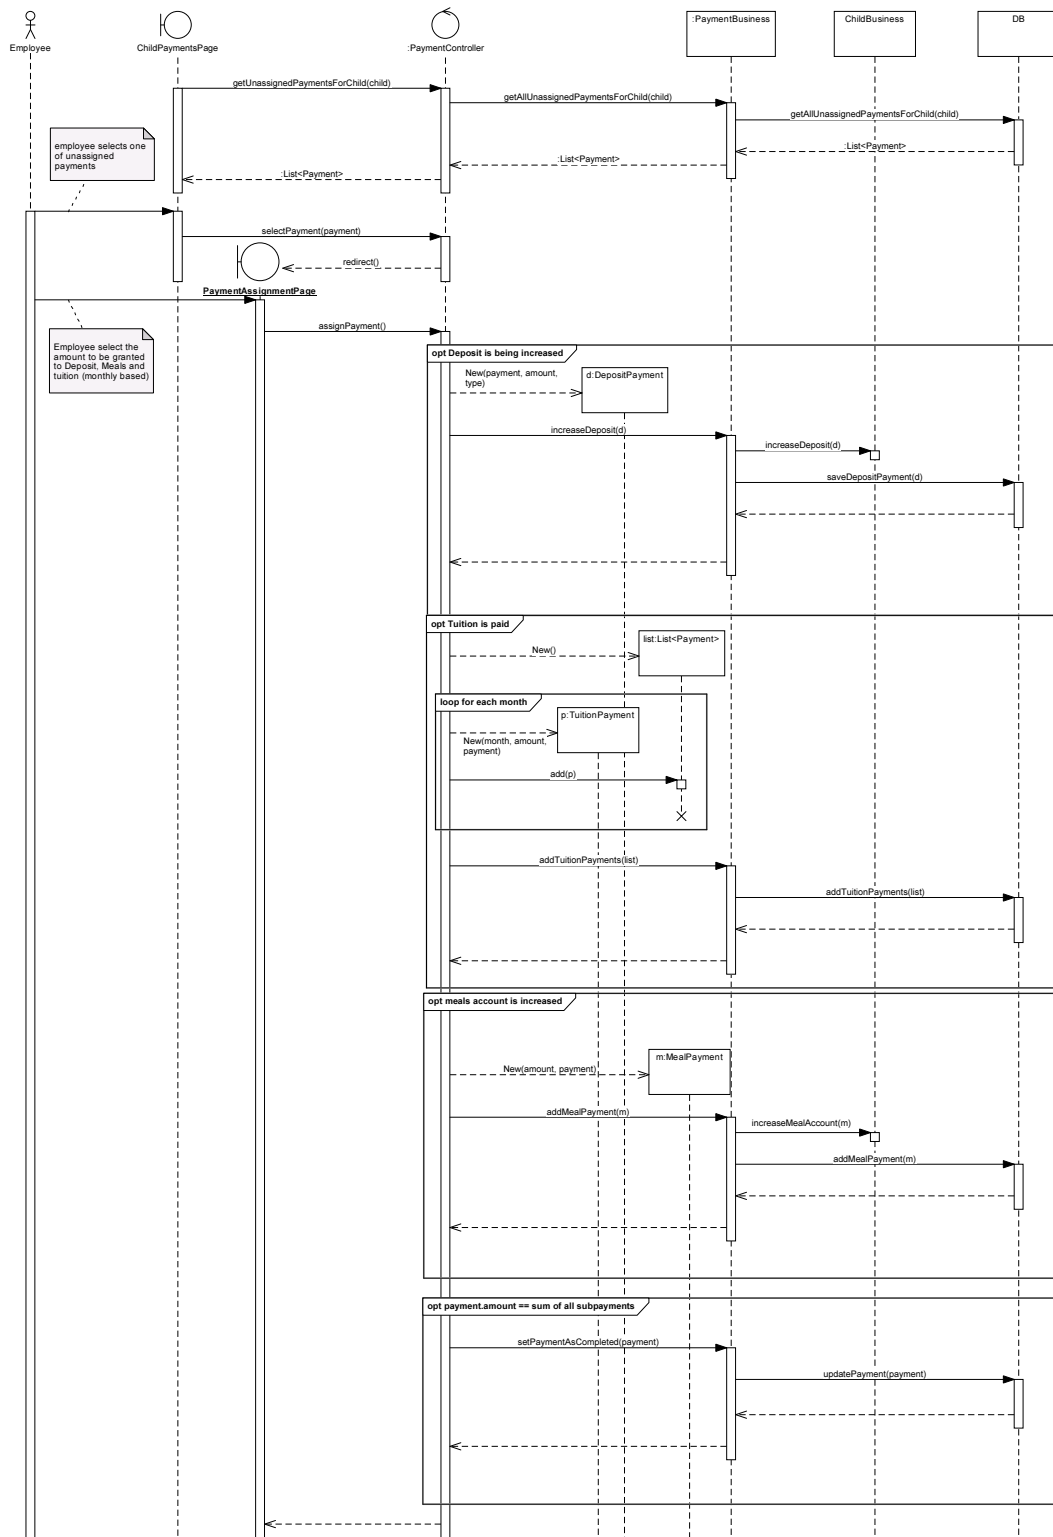 Employee
ChildPaymentsPage
:PaymentController
:PaymentBusiness
ChildBusiness
DB
getUnassignedPaymentsForChild(child)
getAllUnassignedPaymentsForChild(child)
getAllUnassignedPaymentsForChild(child)
employee selects one
of unassigned
payments
:List<Payment>
:List<Payment>
:List<Payment>
selectPayment(payment)
redirect()
PaymentAssignmentPage
assignPayment()
Employee select the
amount to be granted
to Deposit, Meals and
tuition (monthly based)
opt Deposit is being increased
New(payment, amount,
type)
d:DepositPayment
increaseDeposit(d)
increaseDeposit(d)
saveDepositPayment(d)
opt Tuition is paid
New()
list:List<Payment>
loop for each month
p:TuitionPayment
New(month, amount,
payment)
add(p)
addTuitionPayments(list)
addTuitionPayments(list)
opt meals account is increased
m:MealPayment
New(amount, payment)
addMealPayment(m)
increaseMealAccount(m)
addMealPayment(m)
opt payment.amount == sum of all subpayments
setPaymentAsCompleted(payment)
updatePayment(payment)